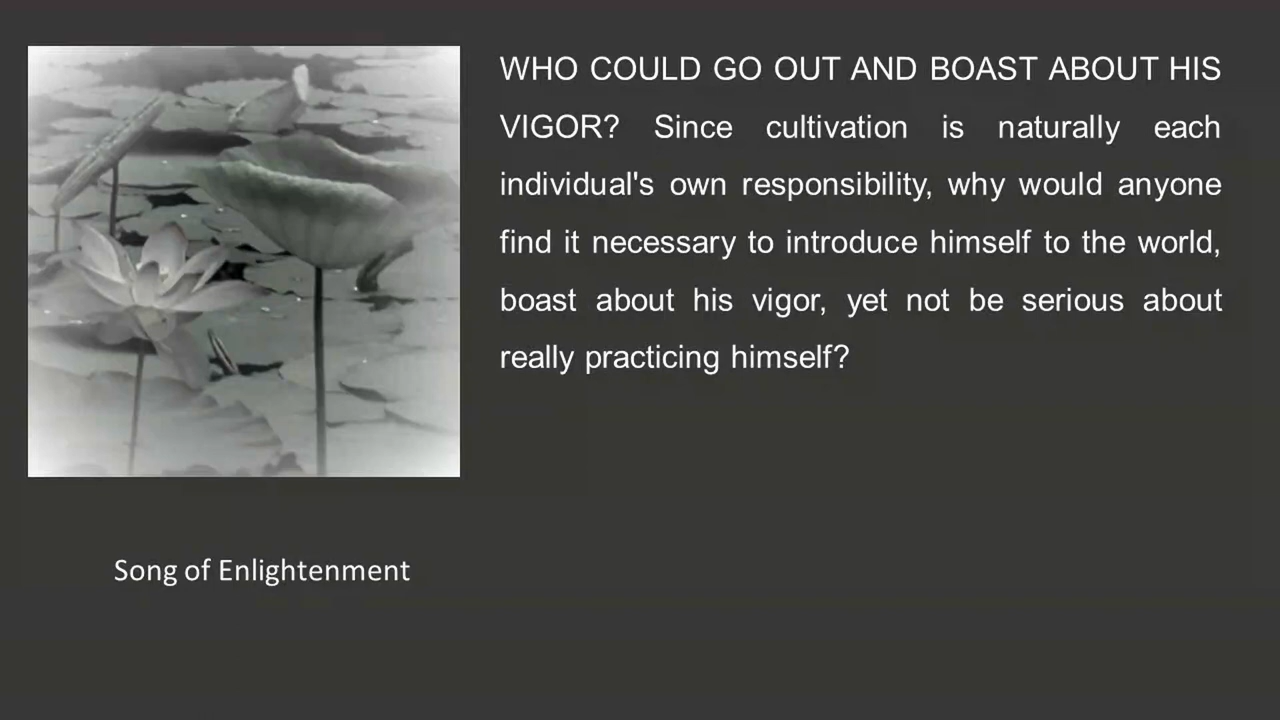 WHO COULD GO OUT AND BOAST ABOUT HIS
VIGOR? Since cultivation is naturally each
individual's own responsibility, why would anyone
find it necessary to introduce himself to the world,
boast about his vigor, yet not be serious about
really practicing himself?
Song of Enlightenment